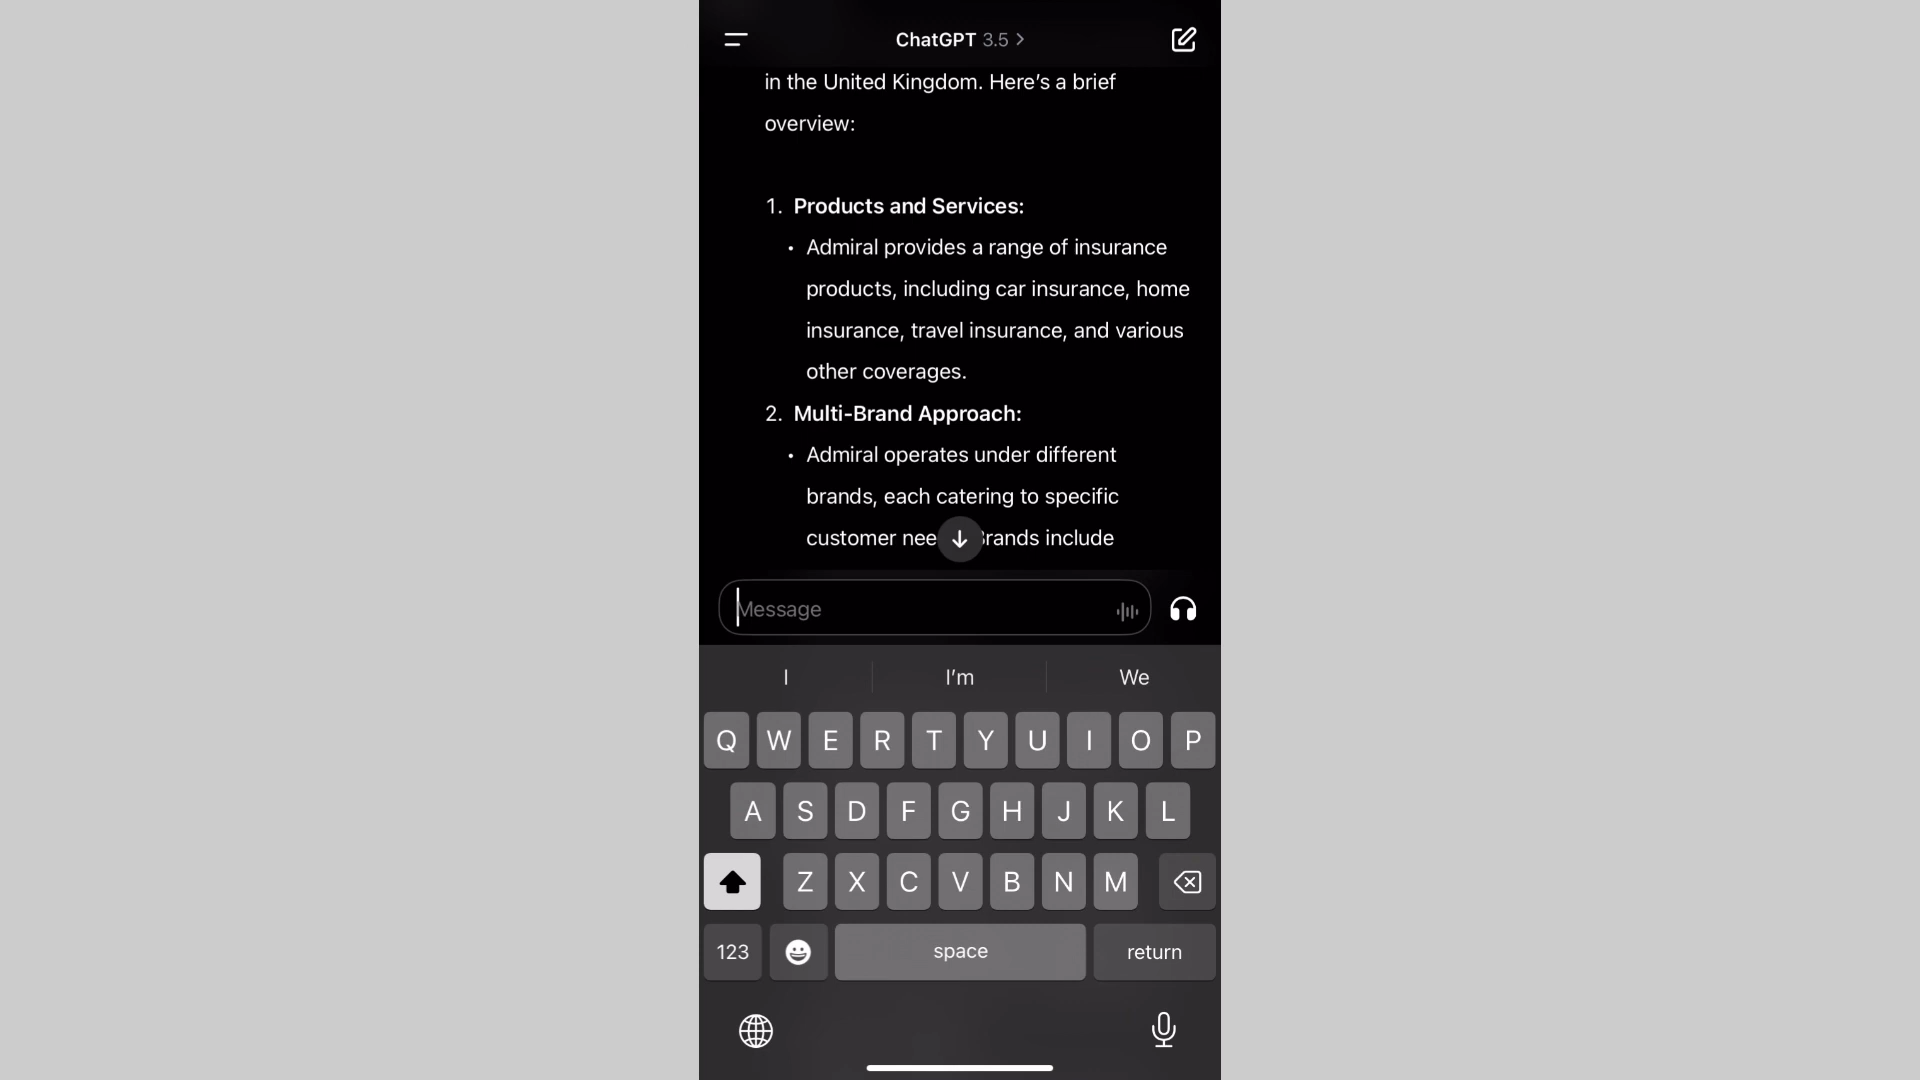 ChatGPT 3.5 >
in the United Kingdom. Here’s a brief
overview:
1. Products and Services:
• Admiral provides a range of insurance
products, including car insurance, home
insurance, travel insurance, and various
other coverages.
2. Multi-Brand Approach:
• Admiral operates under different
brands, each catering to specific
customer include
Message
I I’m We
Q W E R T Y U I O P
A S D F G H J K L
Z X C V B N M
123 space return